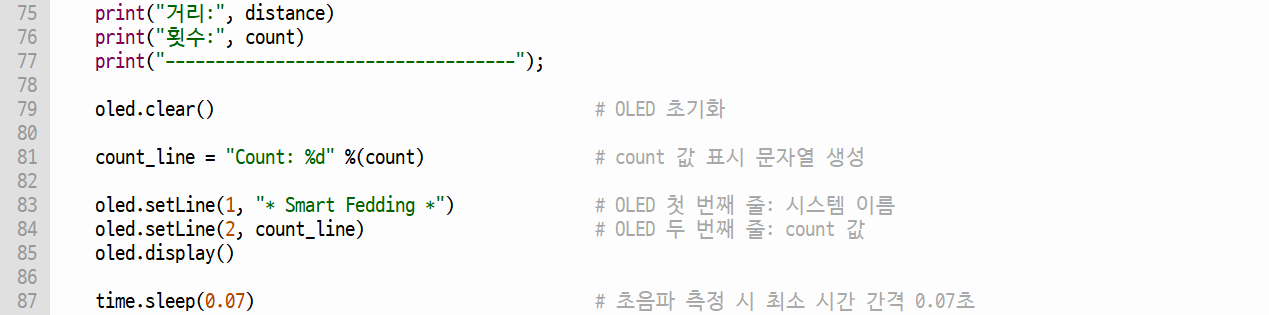 75 print("거리:", distance)
76 print("횟수:", count)
77 print("-----------------------------------");
78
79 oled.clear() # OLED 초기화
80
81 count_line = "Count: %d" %(count) # count 값 표시 문자열 생성
82
83 oled.setLine(1, "* Smart Fedding *") # OLED 첫 번째 줄: 시스템 이름
84 oled.setLine(2, count_line) # OLED 두 번째 줄: count 값
85 oled.display()
86
87 time.sleep(0.07) # 초음파 측정 시 최소 시간 간격 0.07초